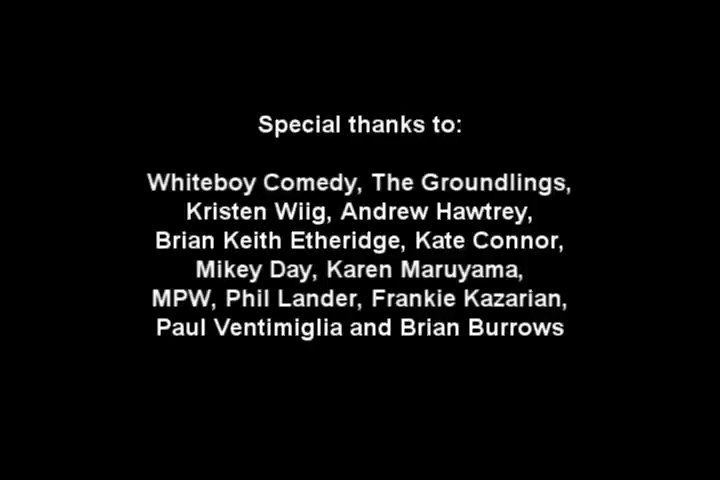 Special thanks to:
Whiteboy Comedy, The Groundlings,
Kristen Wiig, Andrew Hawtrey,
Brian Keith Etheridge, Kate Connor,
Mikey Day, Karen Maruyama,
MPW, Phil Lander, Frankie Kazarian,
Paul Ventimiglia and Brian Burrows